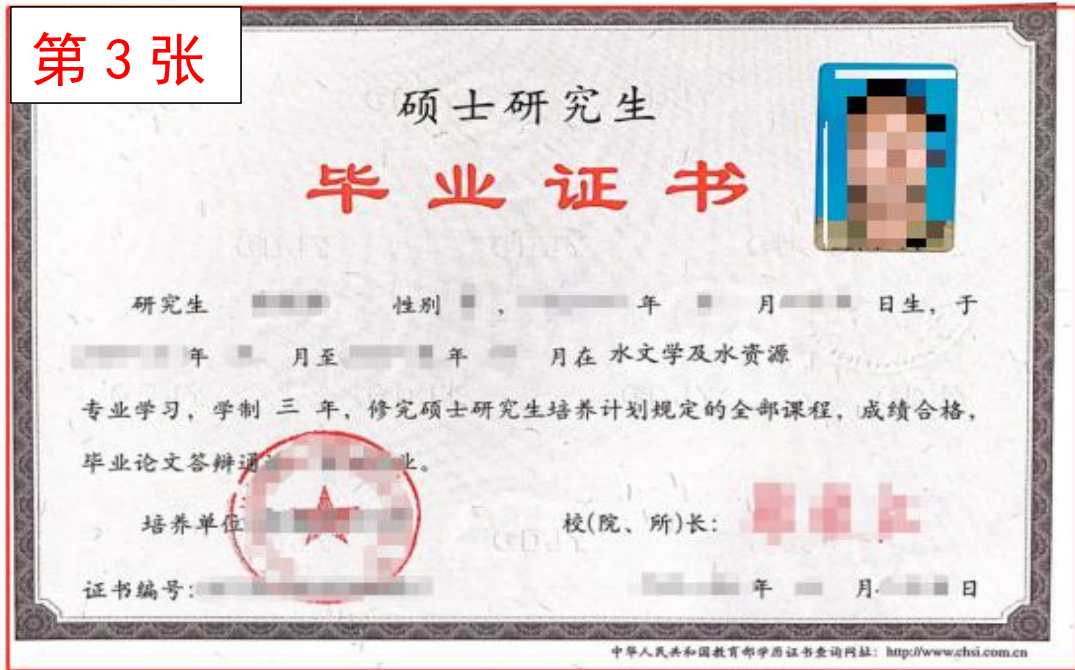 第3张
硕士研究生
毕业证书
研究生 性别 , 年 月 日生, 于
年 月至 年 月在 水文学及水资源
专业学习, 学制 三 年, 修完硕士研究生培养计划规定的全部课程, 成绩合格,
毕业论文答辩通 业。
培养单位
校(院、所)长:
证书编号:
年 月 日
中华人民共和国教育部学历证书查询网址: http://www.chsi.com.cn